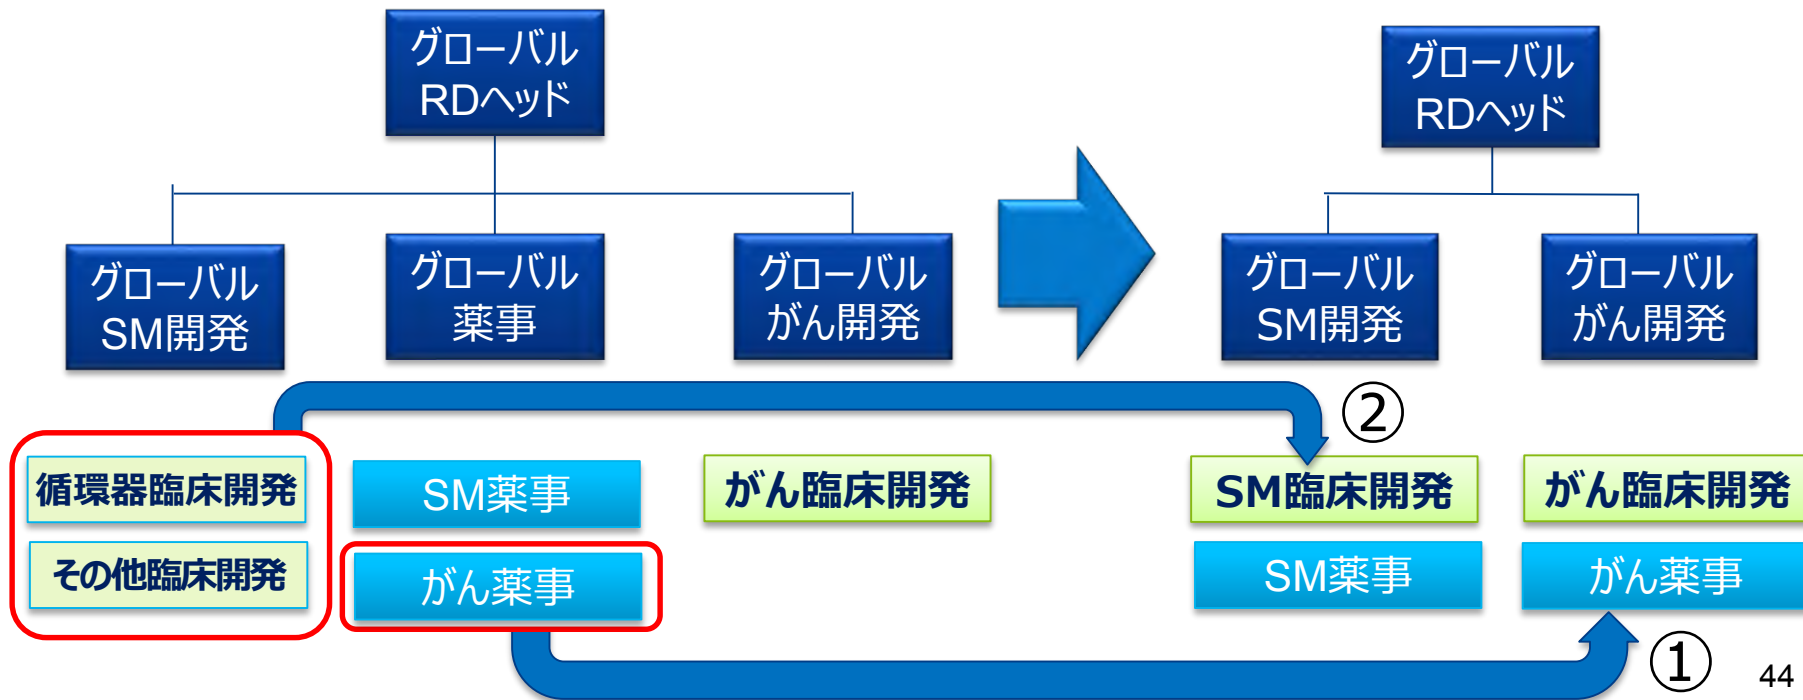 グローバル
RDヘッド
グローバル
SM開発
グローバル
薬事
グローバル
がん開発
循環器臨床開発
その他臨床開発
SM薬事
がん薬事
がん臨床開発
グローバル
RDヘッド
グローバル
SM開発
グローバル
がん開発
②
SM臨床開発
SM薬事
がん臨床開発
がん薬事
①
44